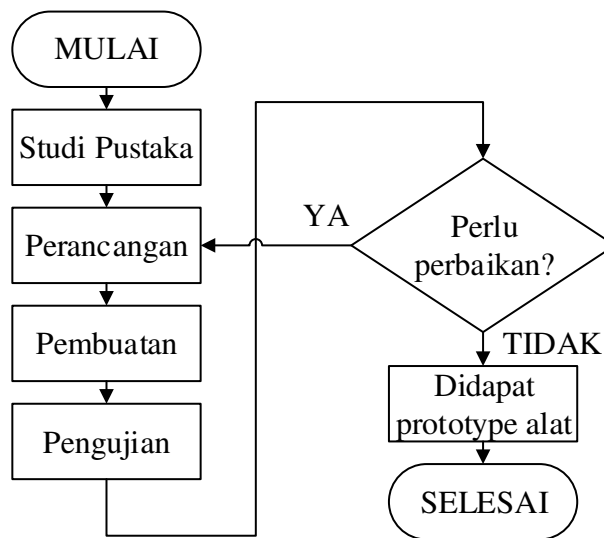 MULAI
Studi Pustaka
Perancangan
Pembuatan
Pengujian
YA
Perlu
perbaikan?
TIDAK
Didapat
prototype alat
SELESAI